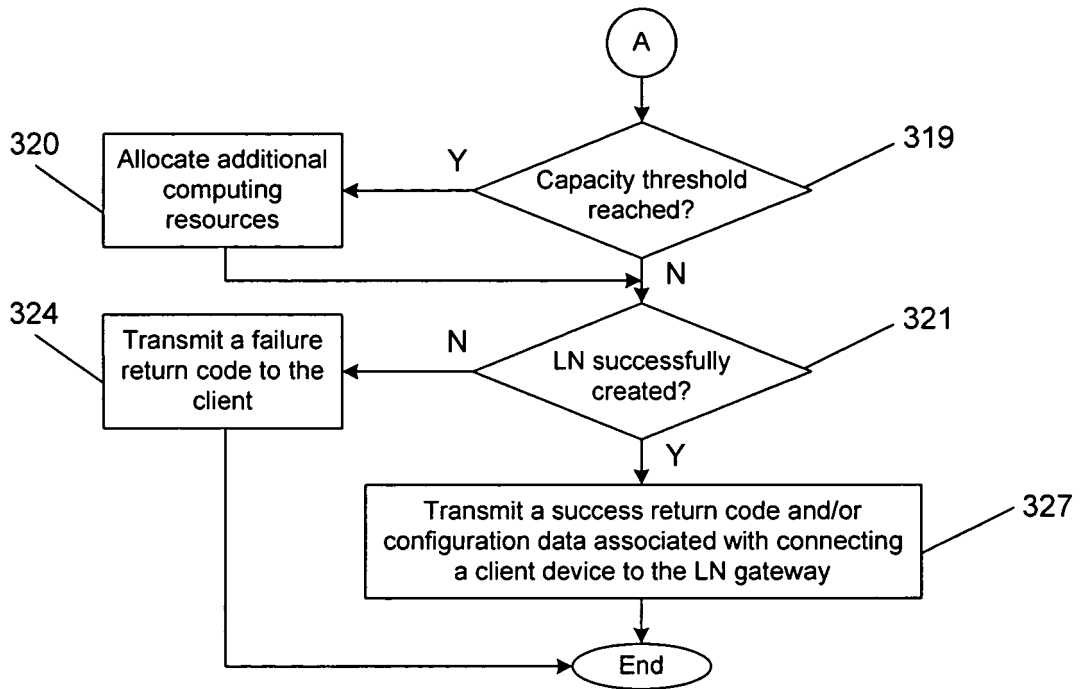 A
320
Allocate additional
computing
resources
Y
Capacity threshold
reached?
319
N
324
Transmit a failure
return code to the
client
N
LN successfully
created?
321
Y
Transmit a success return code and/or
configuration data associated with connecting
a client device to the LN gateway
327
End